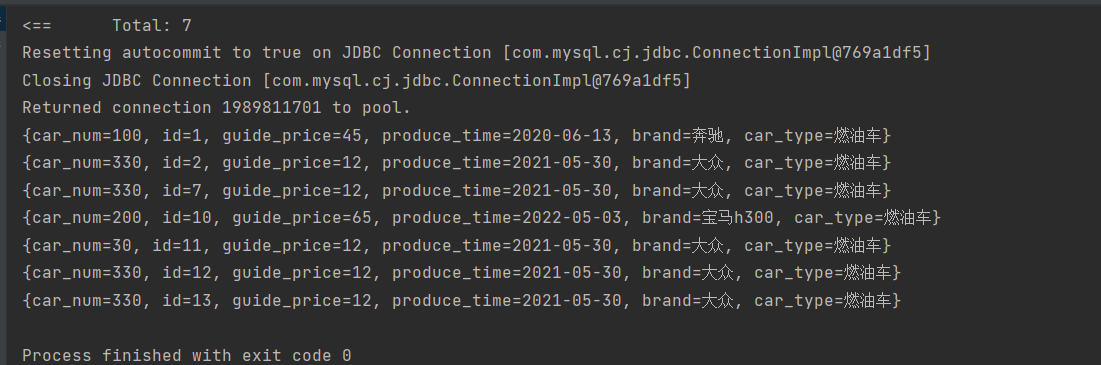 <==      Total: 7
Resetting autocommit to true on JDBC Connection [com.mysql.cj.jdbc.ConnectionImpl@769a1df5]
Closing JDBC Connection [com.mysql.cj.jdbc.ConnectionImpl@769a1df5]
Returned connection 1989811701 to pool.
{car_num=100, id=1, guide_price=45, produce_time=2020-06-13, brand=奔驰, car_type=燃油车}
{car_num=330, id=2, guide_price=12, produce_time=2021-05-30, brand=大众, car_type=燃油车}
{car_num=330, id=7, guide_price=12, produce_time=2021-05-30, brand=大众, car_type=燃油车}
{car_num=200, id=10, guide_price=65, produce_time=2022-05-03, brand=宝马h300, car_type=燃油车}
{car_num=30, id=11, guide_price=12, produce_time=2021-05-30, brand=大众, car_type=燃油车}
{car_num=330, id=12, guide_price=12, produce_time=2021-05-30, brand=大众, car_type=燃油车}
{car_num=330, id=13, guide_price=12, produce_time=2021-05-30, brand=大众, car_type=燃油车}
Process finished with exit code 0